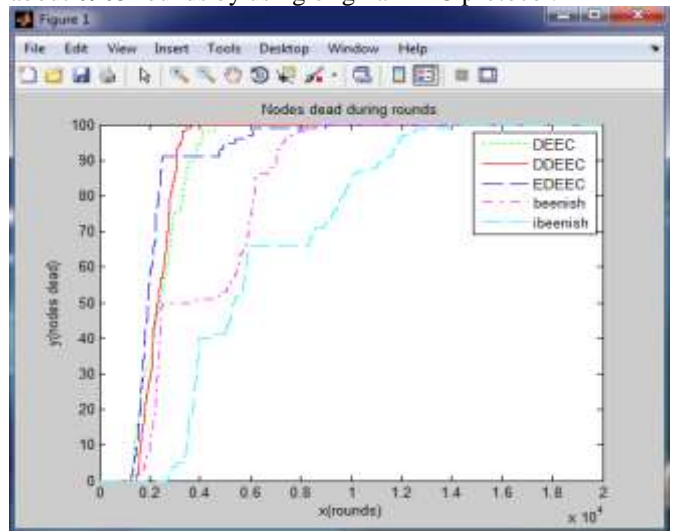 Figure 1
File Edit View Insert Tools Desktop Window Help
Nodes dead during rounds
100
90
80
70
60
50
40
30
20
10
0
y(nodes dead)
DEEC
DDEEC
EDEEC
beenish
ibeenish
0 0.2 0.4 0.6 0.8 1 1.2 1.4 1.6 1.8 2
x(rounds)
x 10⁴